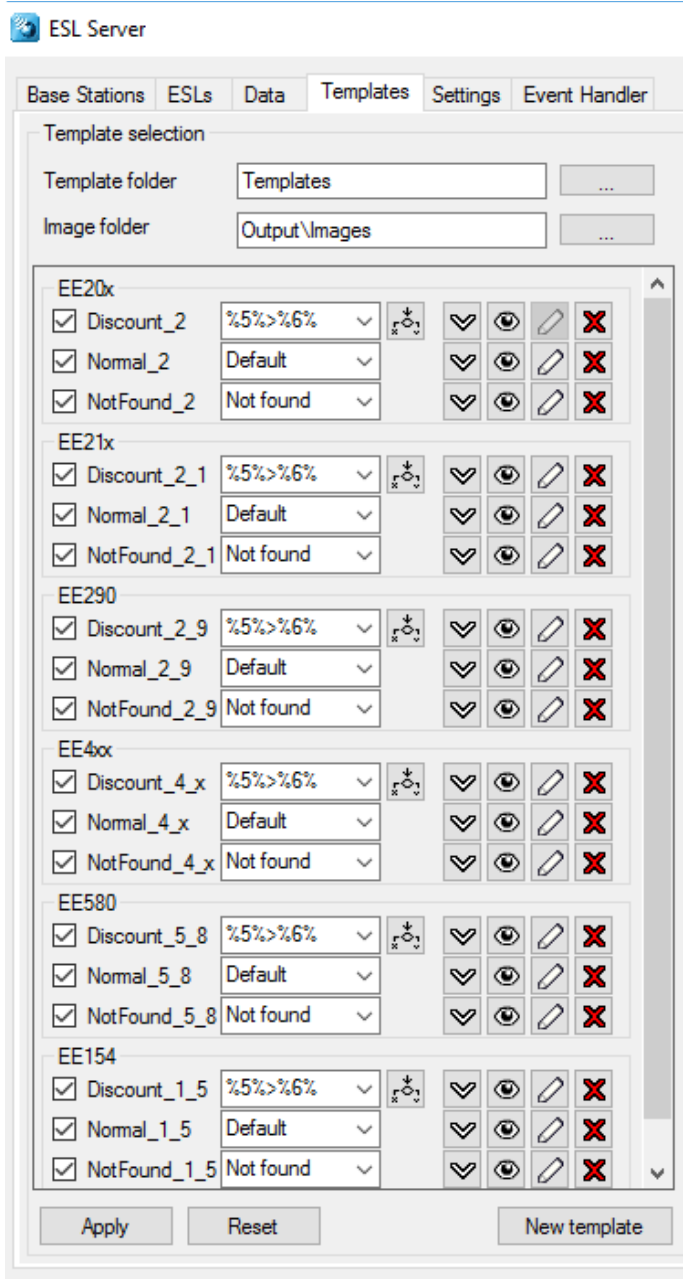 ESL Server
Base Stations ESLs Data Templates Settings Event Handler
Template selection
Template folder Templates ...
Image folder Output\Images ...
EE20x
Discount_2 %5%>%6%
Normal_2 Default
NotFound_2 Not found
EE21x
Discount_2_1 %5%>%6%
Normal_2_1 Default
NotFound_2_1 Not found
EE290
Discount_2_9 %5%>%6%
Normal_2_9 Default
NotFound_2_9 Not found
EE4xx
Discount_4_x %5%>%6%
Normal_4_x Default
NotFound_4_x Not found
EE580
Discount_5_8 %5%>%6%
Normal_5_8 Default
NotFound_5_8 Not found
EE154
Discount_1_5 %5%>%6%
Normal_1_5 Default
NotFound_1_5 Not found
Apply Reset New template